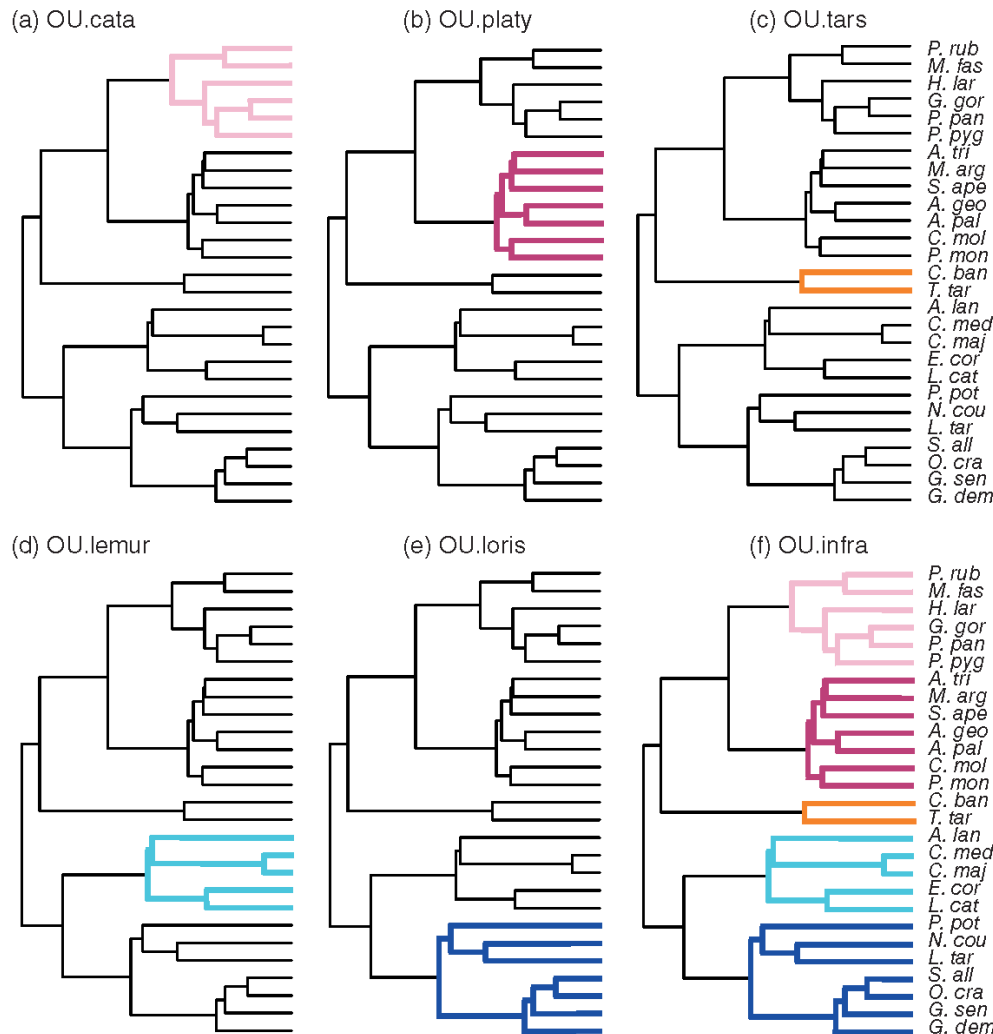 (a) OU.cata
(b) OU.platy
(c) OU.tars
P. rub
M. fas
H. lar
G. gor
P. pan
P. pyg
A. tri
M. arg
S. ape
A. geo
A. pal
C. mol
P. mon
C. ban
T. tar
A. lan
C. med
C. maj
E. cor
L. cat
P. pot
N. cou
L. tar
S. all
O. cra
G. sen
G. dem
(d) OU.lemur
(e) OU.loris
(f) OU.infra
P. rub
M. fas
H. lar
G. gor
P. pan
P. pyg
A. tri
M. arg
S. ape
A. geo
A. pal
C. mol
P. mon
C. ban
T. tar
A. lan
C. med
C. maj
E. cor
L. cat
P. pot
N. cou
L. tar
S. all
O. cra
G. sen
G. dem